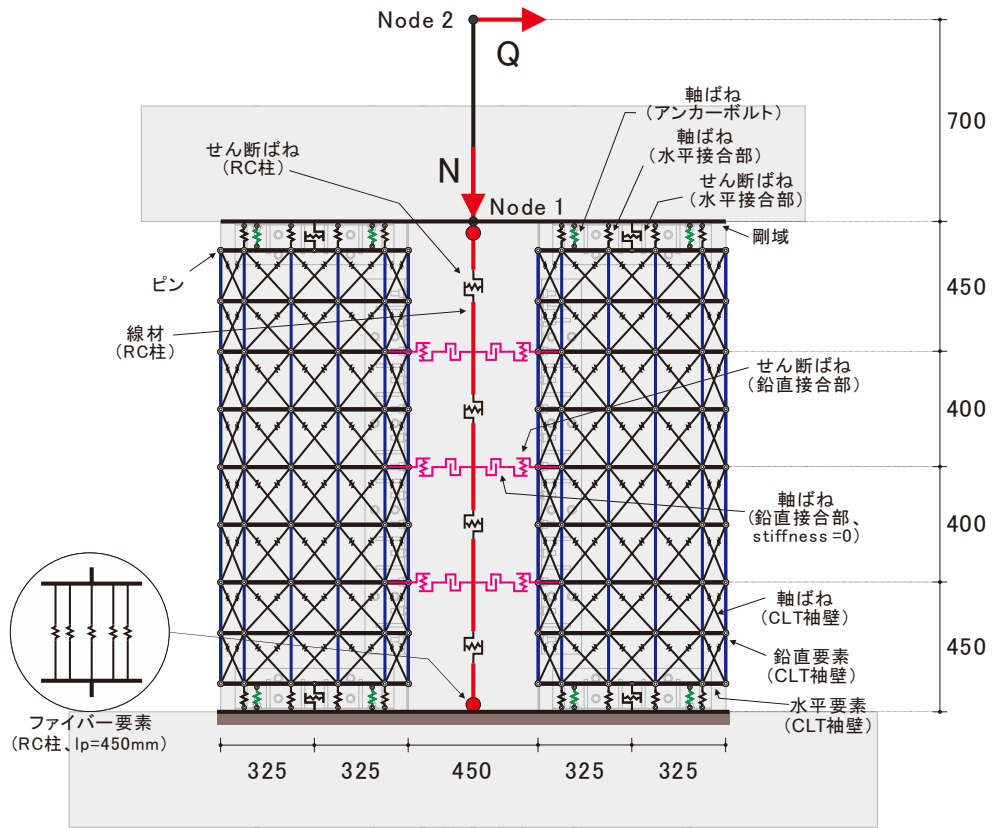 Node 2
Q
軸ばね
（アンカーボルト）
700
軸ばね
（水平接合部）
せん断ばね
（RC柱）
N
せん断ばね
（水平接合部）
Node 1
剛域
ピン
450
線材
（RC柱）
せん断ばね
（鉛直接合部）
400
軸ばね
（鉛直接合部、
stiffness=0）
400
軸ばね
（CLT袖壁）
鉛直要素
（CLT袖壁）
450
水平要素
（CLT袖壁）
ファイバー要素
（RC柱、lp=450mm）
325
325
450
325
325